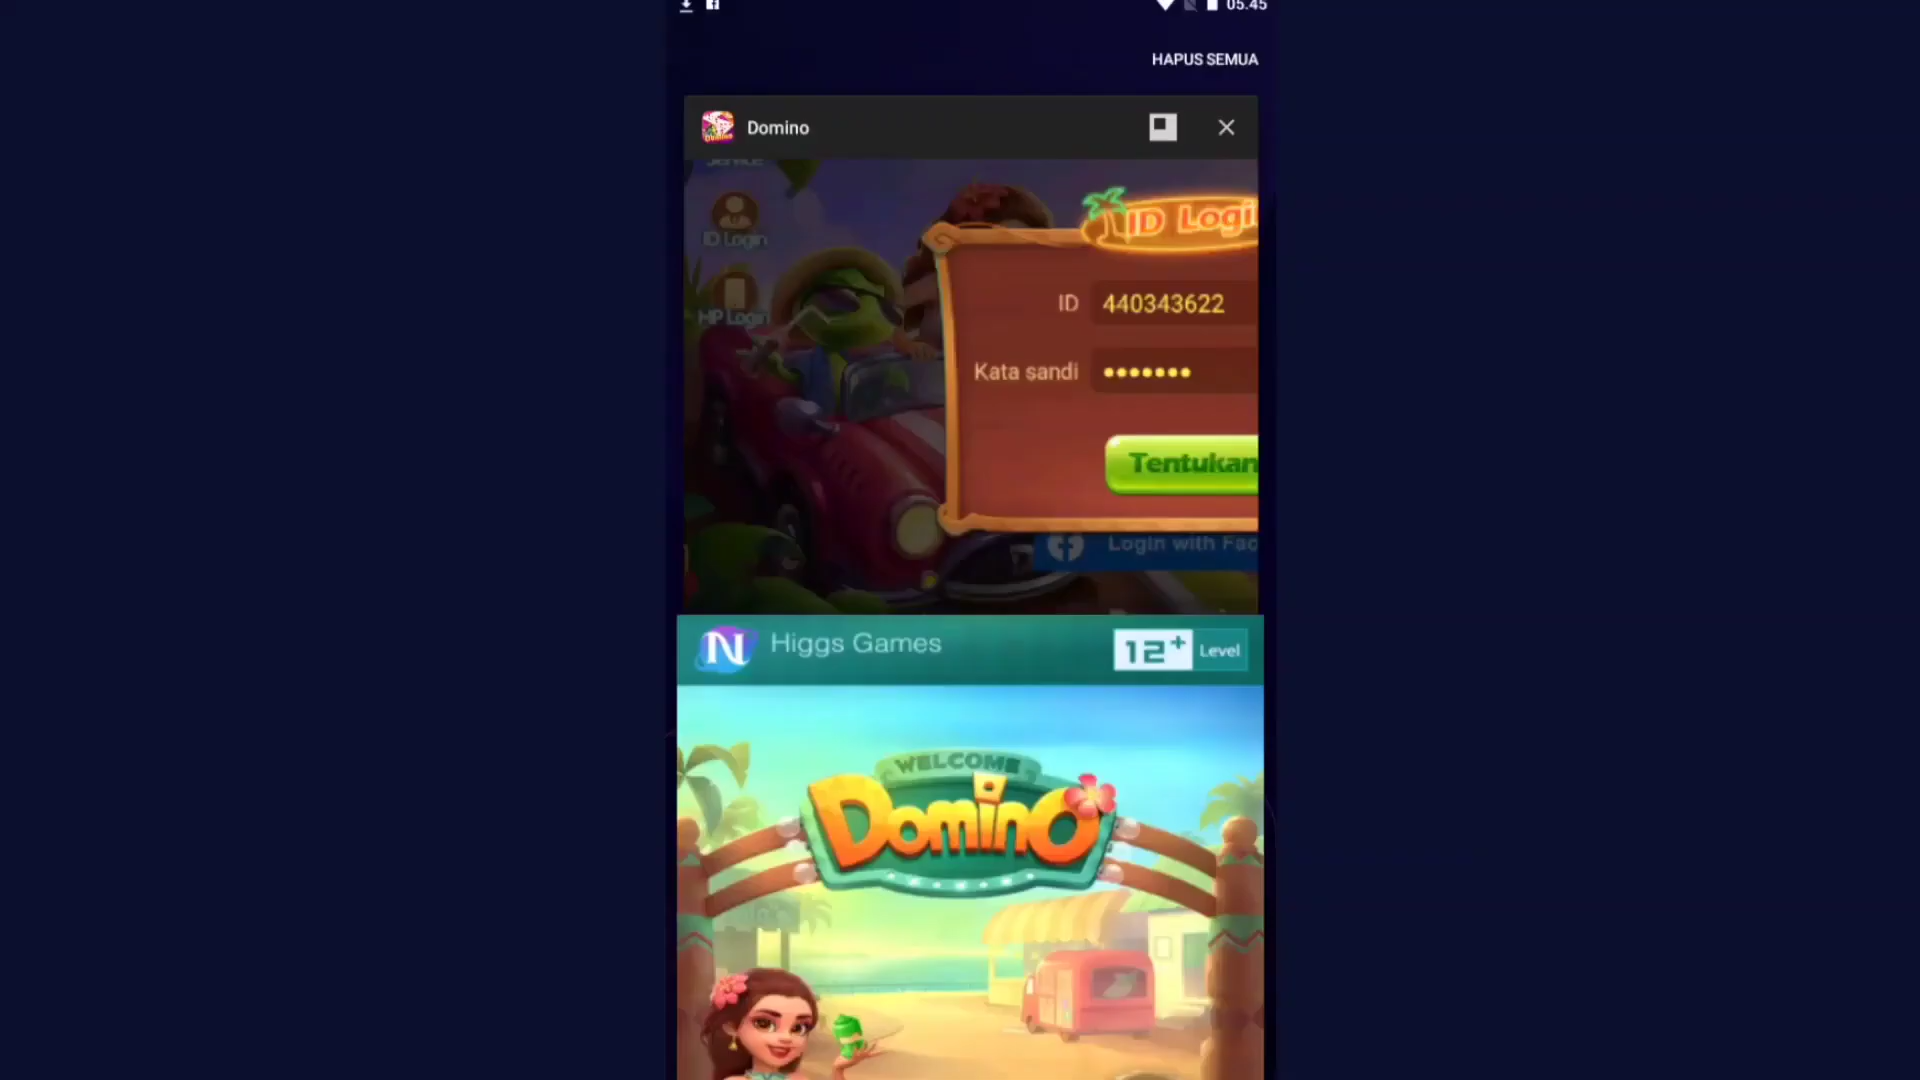 05.45
HAPUS SEMUA
Domino
Service
ID Login
HP Login
ID Logi
ID 440343622
Kata sandi •••••••
Tentukan
Login with Fac
N Higgs Games
12+ Level
WELCOME
Domino